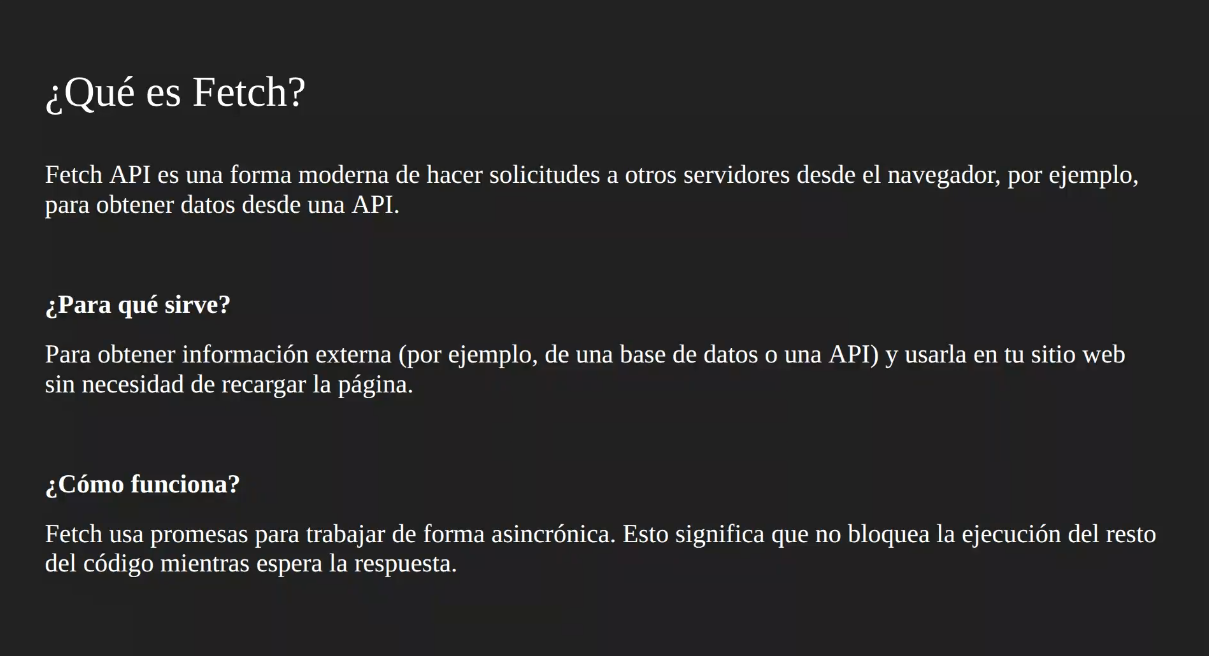 ¿Qué es Fetch?
Fetch API es una forma moderna de hacer solicitudes a otros servidores desde el navegador, por ejemplo,
para obtener datos desde una API.
¿Para qué sirve?
Para obtener información externa (por ejemplo, de una base de datos o una API) y usarla en tu sitio web
sin necesidad de recargar la página.
¿Cómo funciona?
Fetch usa promesas para trabajar de forma asincrónica. Esto significa que no bloquea la ejecución del resto
del código mientras espera la respuesta.